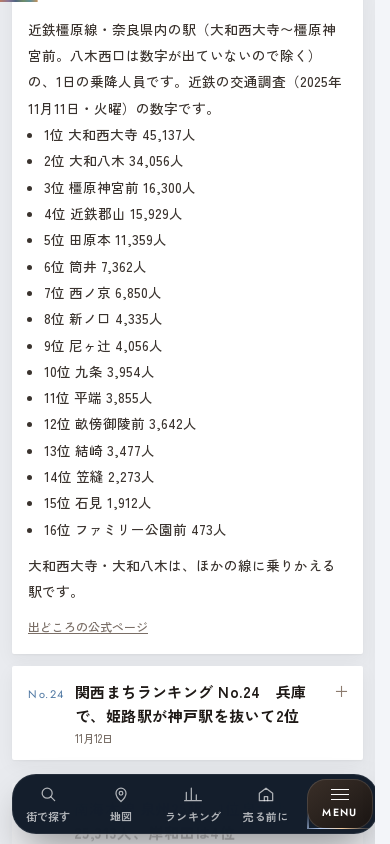 近鉄橿原線・奈良県内の駅（大和西大寺〜橿原神
宮前。八木西口は数字が出ていないので除く）
の、1日の乗降人員です。近鉄の交通調査（2025年
11月11日・火曜）の数字です。
1位 大和西大寺 45,137人
2位 大和八木 34,056人
3位 橿原神宮前 16,300人
4位 近鉄郡山 15,929人
5位 田原本 11,359人
6位 筒井 7,362人
7位 西ノ京 6,850人
8位 新ノ口 4,335人
9位 尼ヶ辻 4,056人
10位 九条 3,954人
11位 平端 3,855人
12位 畝傍御陵前 3,642人
13位 結崎 3,477人
14位 笠縫 2,273人
15位 石見 1,912人
16位 ファミリー公園前 473人
大和西大寺・大和八木は、ほかの線に乗りかえる
駅です。
出どころの公式ページ
No.24 関西まちランキング No.24　兵庫
で、姫路駅が神戸駅を抜いて2位
11月12日
街で探す 地図 ランキング 売る前に MENU